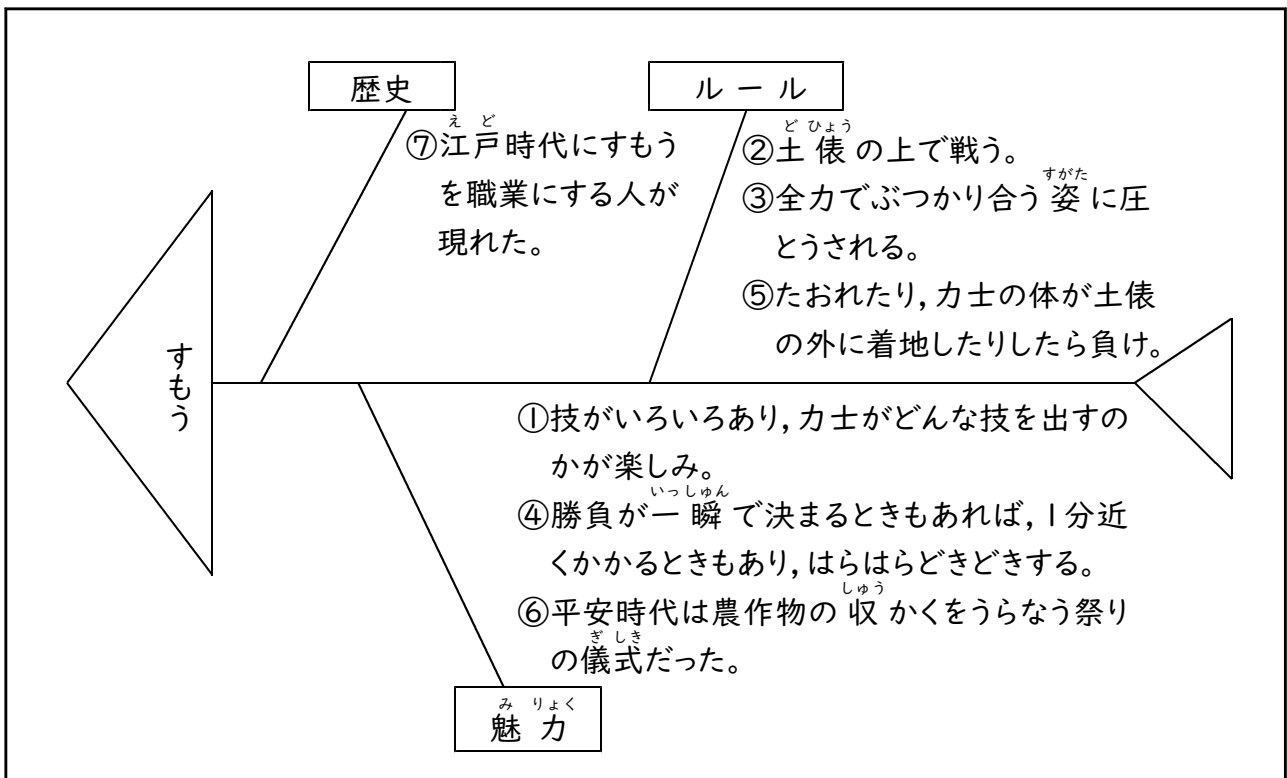 歴史
ルール
⑦江戸時代にすもう
えど
を職業にする人が
現れた。
②土俵の上で戦う。
どひょう
③全力でぶつかり合う姿に圧
すがた
とうされる。
⑤たおれたり,力士の体が土俵
の外に着地したりしたら負け。
すもう
①技がいろいろあり,力士がどんな技を出すの
かが楽しみ。
④勝負が一瞬で決まるときもあれば,1分近
いっしゅん
くかかるときもあり,はらはらどきどきする。
⑥平安時代は農作物の収かくをうらなう祭り
しゅう
の儀式だった。
ぎしき
魅力
みりょく